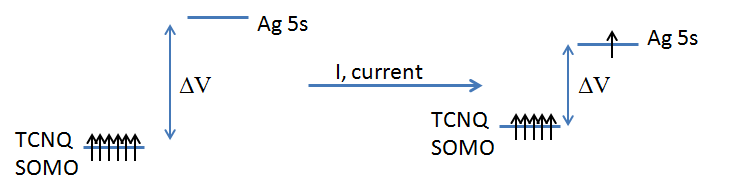 Ag 5s
ΔV
TCNQ
SOMO
I, current
Ag 5s
ΔV
TCNQ
SOMO